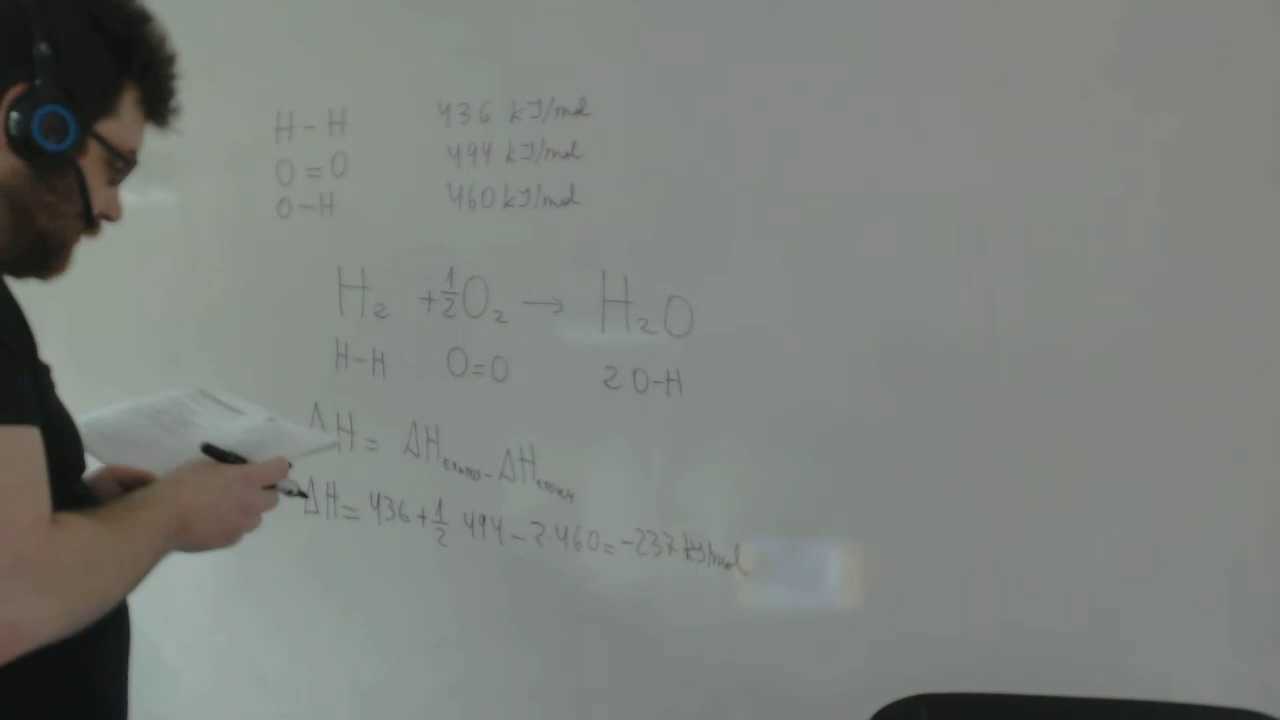 H-H 436 kJ/mol
O=O 494 kJ/mol
O-H 460 kJ/mol
H₂ + 1/2 O₂ → H₂O
H-H O=O 2 O-H
ΔH = ΔH - ΔH
ΔH = 436 + 1/2 494 - 2 460 = -237 kJ/mol